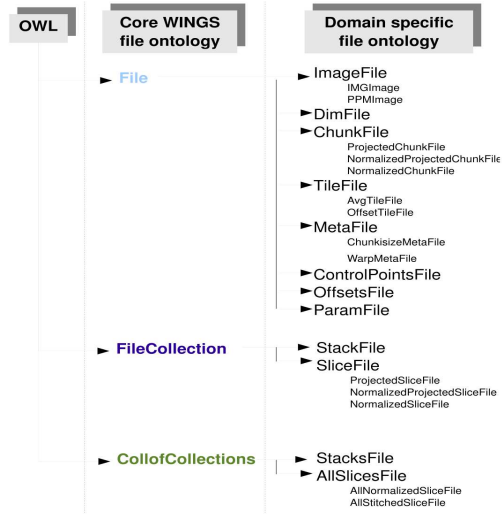 OWL
Core WINGS
file ontology
Domain specific
file ontology
File
ImageFile
IMGImage
PPMImage
DimFile
ChunkFile
ProjectedChunkFile
NormalizedProjectedChunkFile
NormalizedChunkFile
TileFile
AvgTileFile
OffsetTileFile
MetaFile
ChunkisizeMetaFile
WarpMetaFile
ControlPointsFile
OffsetsFile
ParamFile
FileCollection
StackFile
SliceFile
ProjectedSliceFile
NormalizedProjectedSliceFile
NormalizedSliceFile
CollofCollections
StacksFile
AllSlicesFile
AllNormalizedSliceFile
AllStitchedSliceFile